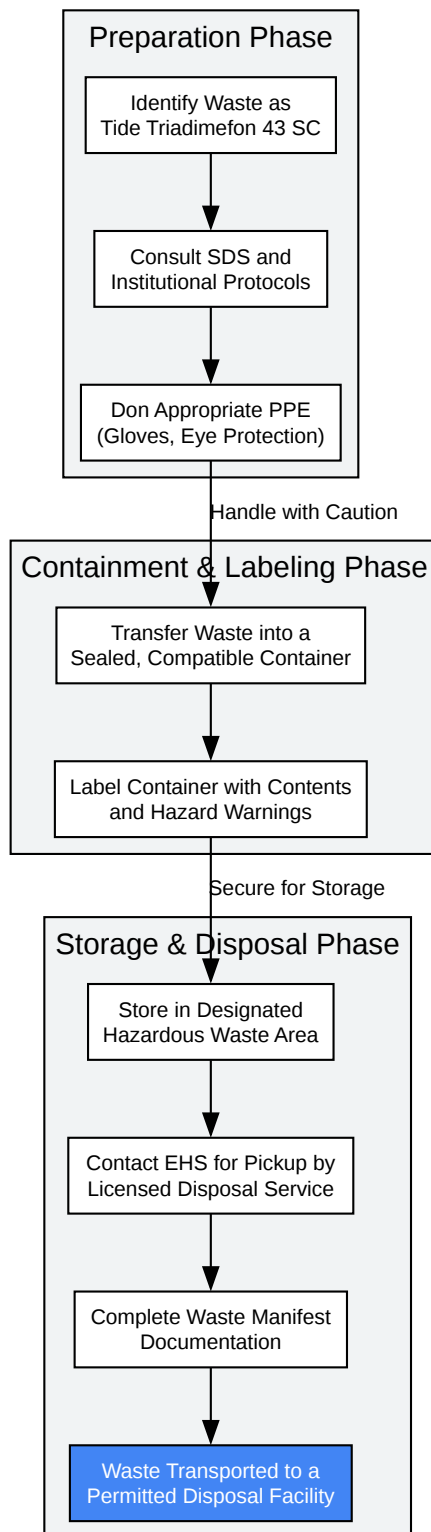 Preparation Phase
Identify Waste as
Tide Triadimefon 43 SC
Consult SDS and
Institutional Protocols
Don Appropriate PPE
(Gloves, Eye Protection)
Handle with Caution
Containment & Labeling Phase
Transfer Waste into a
Sealed, Compatible Container
Label Container with Contents
and Hazard Warnings
Secure for Storage
Storage & Disposal Phase
Store in Designated
Hazardous Waste Area
Contact EHS for Pickup by
Licensed Disposal Service
Complete Waste Manifest
Documentation
Waste Transported to a
Permitted Disposal Facility